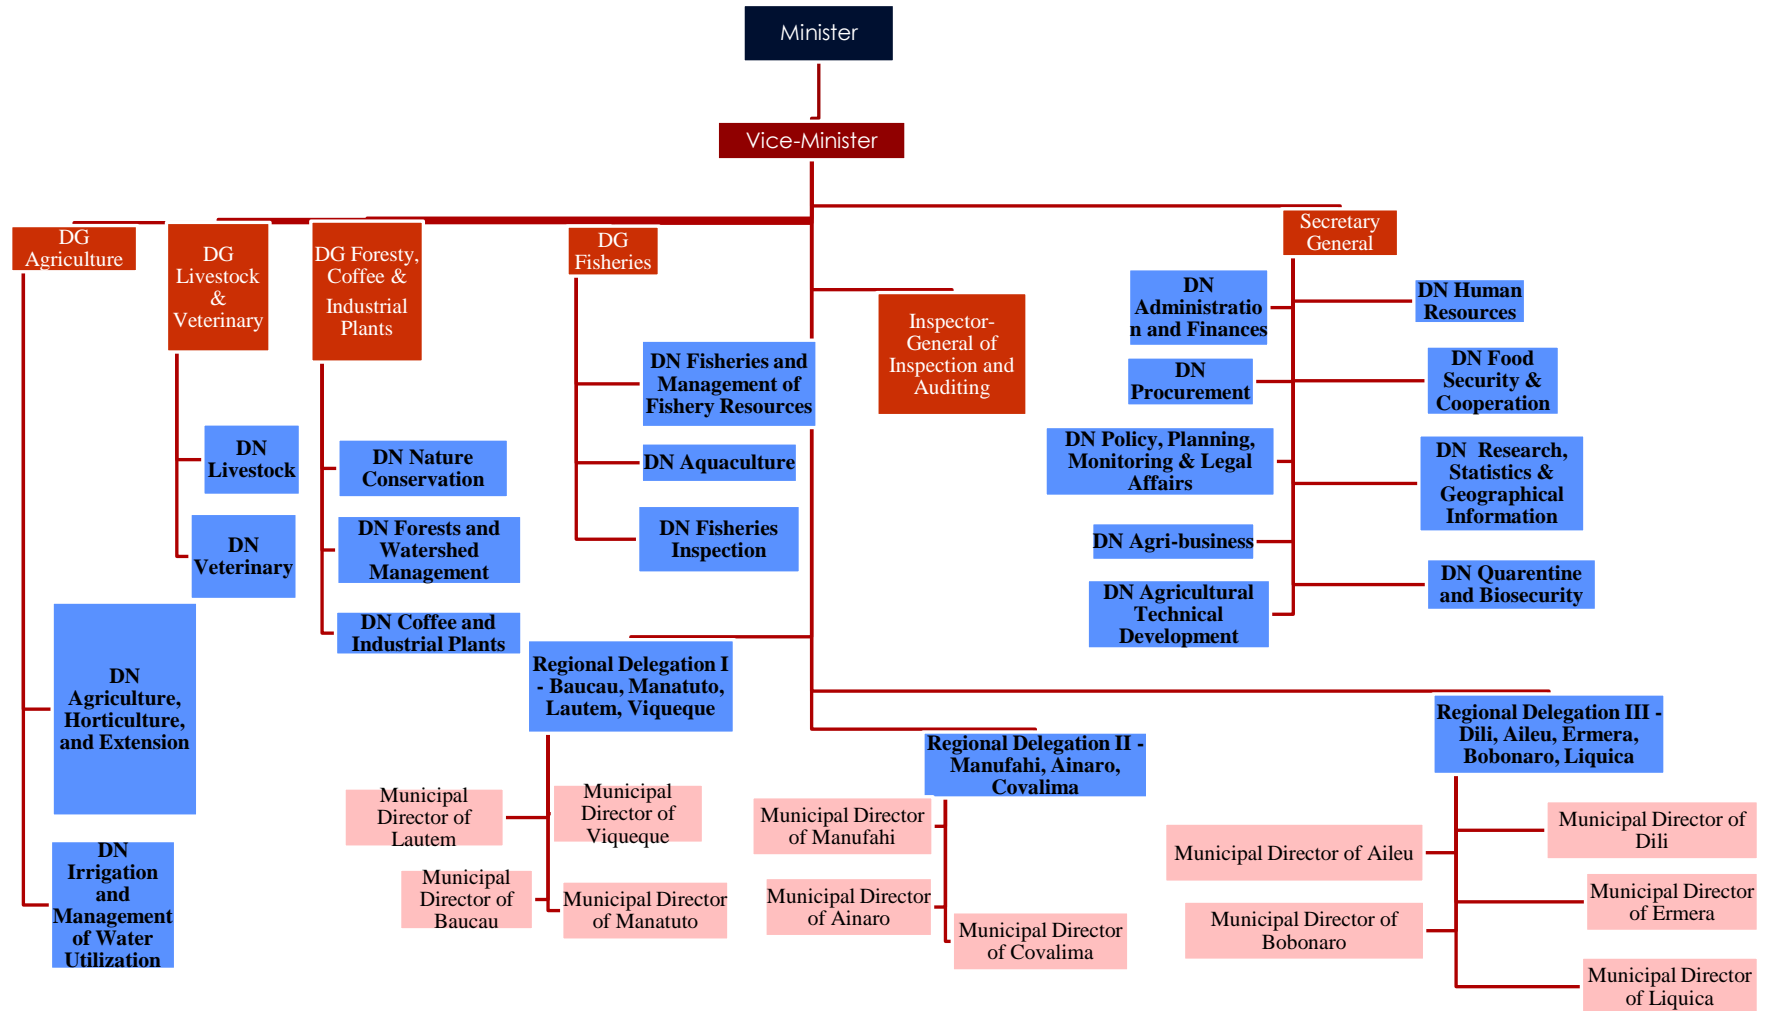 Minister
Vice-Minister
DG
Agriculture
DG
Livestock
&
Veterinary
DG Foresty,
Coffee &
Industrial
Plants
DG
Fisheries
Inspector-
General of
Inspection and
Auditing
Secretary
General
DN
Agriculture,
Horticulture,
and Extension
DN
Irrigation
and
Management
of Water
Utilization
DN
Livestock
DN
Veterinary
DN Nature
Conservation
DN Forests and
Watershed
Management
DN Coffee and
Industrial Plants
DN Fisheries and
Management of
Fishery Resources
DN Aquaculture
DN Fisheries
Inspection
DN
Administratio
n and Finances
DN Human
Resources
DN
Procurement
DN Food
Security &
Cooperation
DN Policy, Planning,
Monitoring & Legal
Affairs
DN  Research,
Statistics &
Geographical
Information
DN Agri-business
DN Quarentine
and Biosecurity
DN Agricultural
Technical
Development
Regional Delegation I
- Baucau, Manatuto,
Lautem, Viqueque
Municipal
Director of
Lautem
Municipal
Director of
Viqueque
Municipal
Director of
Baucau
Municipal Director
of Manatuto
Regional Delegation II -
Manufahi, Ainaro,
Covalima
Municipal Director
of Manufahi
Municipal Director
of Ainaro
Municipal Director
of Covalima
Regional Delegation III -
Dili, Aileu, Ermera,
Bobonaro, Liquica
Municipal Director of Aileu
Municipal Director of
Dili
Municipal Director of
Bobonaro
Municipal Director
of Ermera
Municipal Director
of Liquica